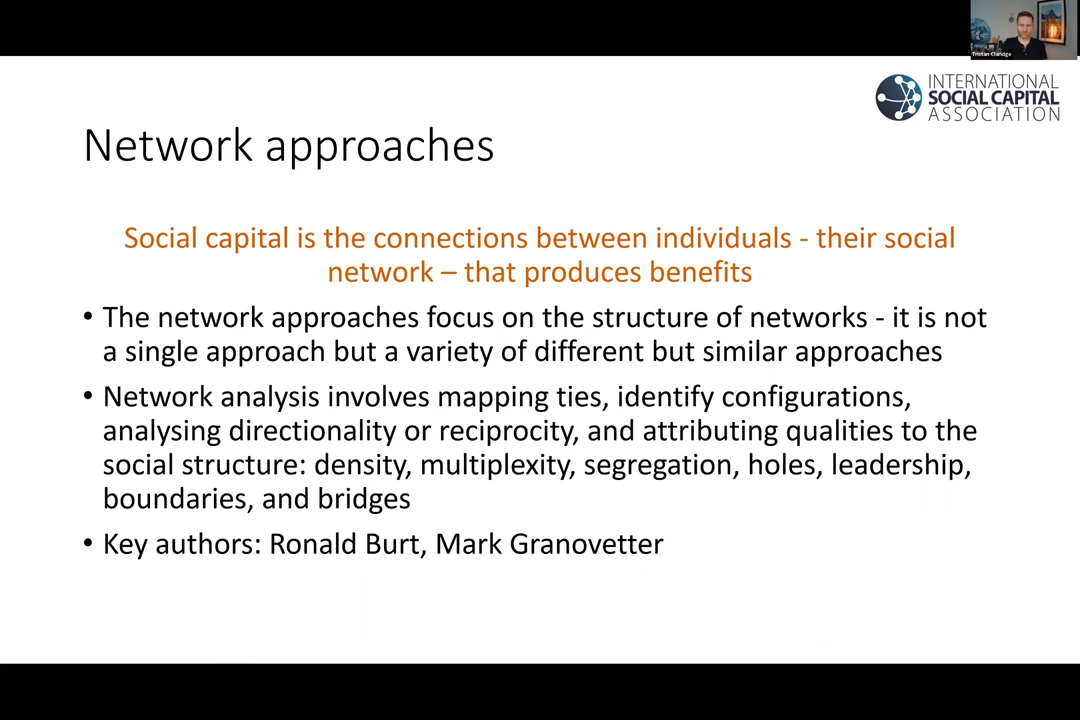 Tristan Claridge
INTERNATIONAL
SOCIAL CAPITAL
ASSOCIATION
Network approaches
Social capital is the connections between individuals - their social
network – that produces benefits
• The network approaches focus on the structure of networks - it is not
a single approach but a variety of different but similar approaches
• Network analysis involves mapping ties, identify configurations,
analysing directionality or reciprocity, and attributing qualities to the
social structure: density, multiplexity, segregation, holes, leadership,
boundaries, and bridges
• Key authors: Ronald Burt, Mark Granovetter